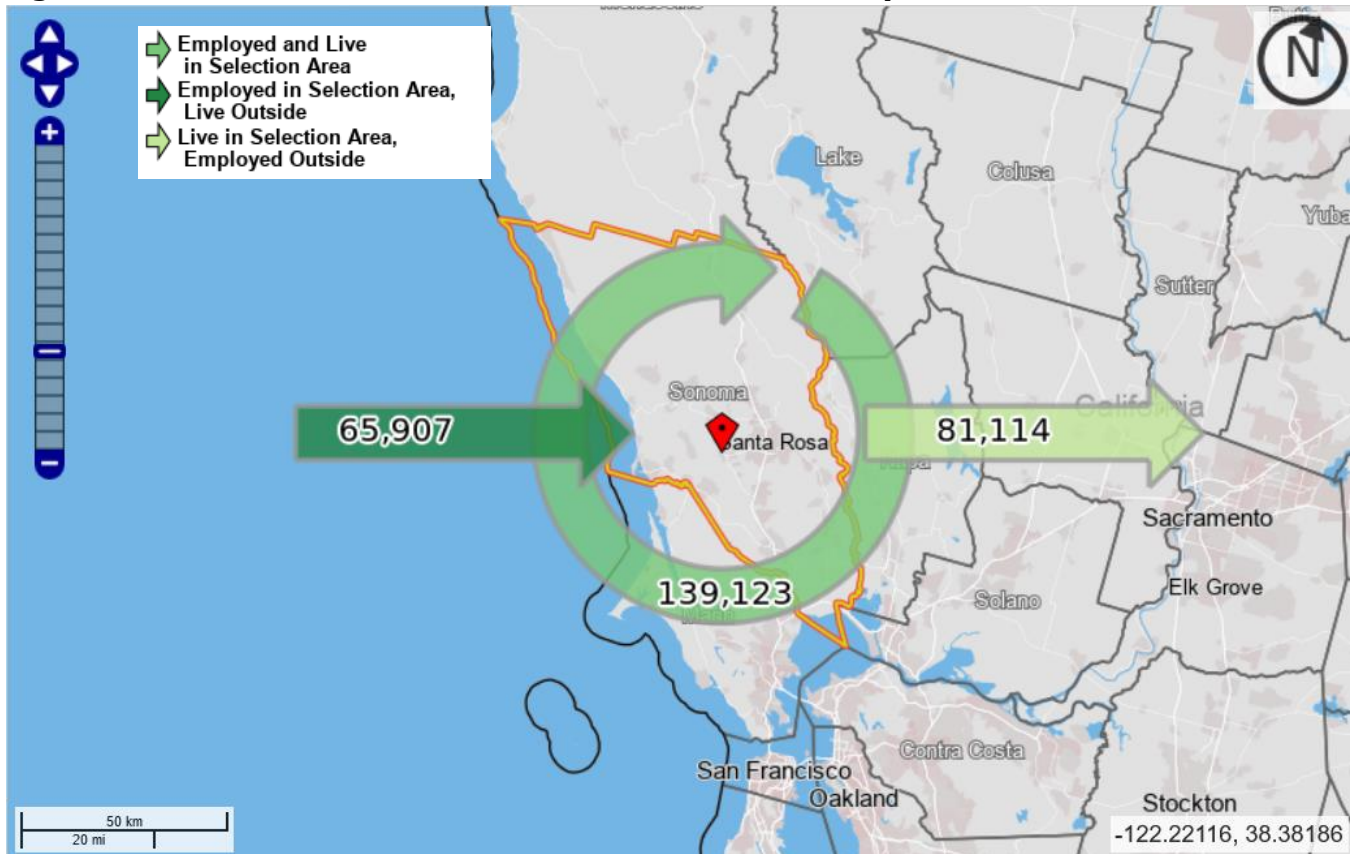 Employed and Live
in Selection Area
Employed in Selection Area,
Live Outside
Live in Selection Area,
Employed Outside
N
Lake
Colusa
Yuba
Sutter
Sonoma
California
65,907
81,114
Santa Rosa
Napa
Sacramento
139,123
Solano
Elk Grove
Marin
Contra Costa
San Francisco
Oakland
Stockton
50 km
20 mi
-122.22116, 38.38186